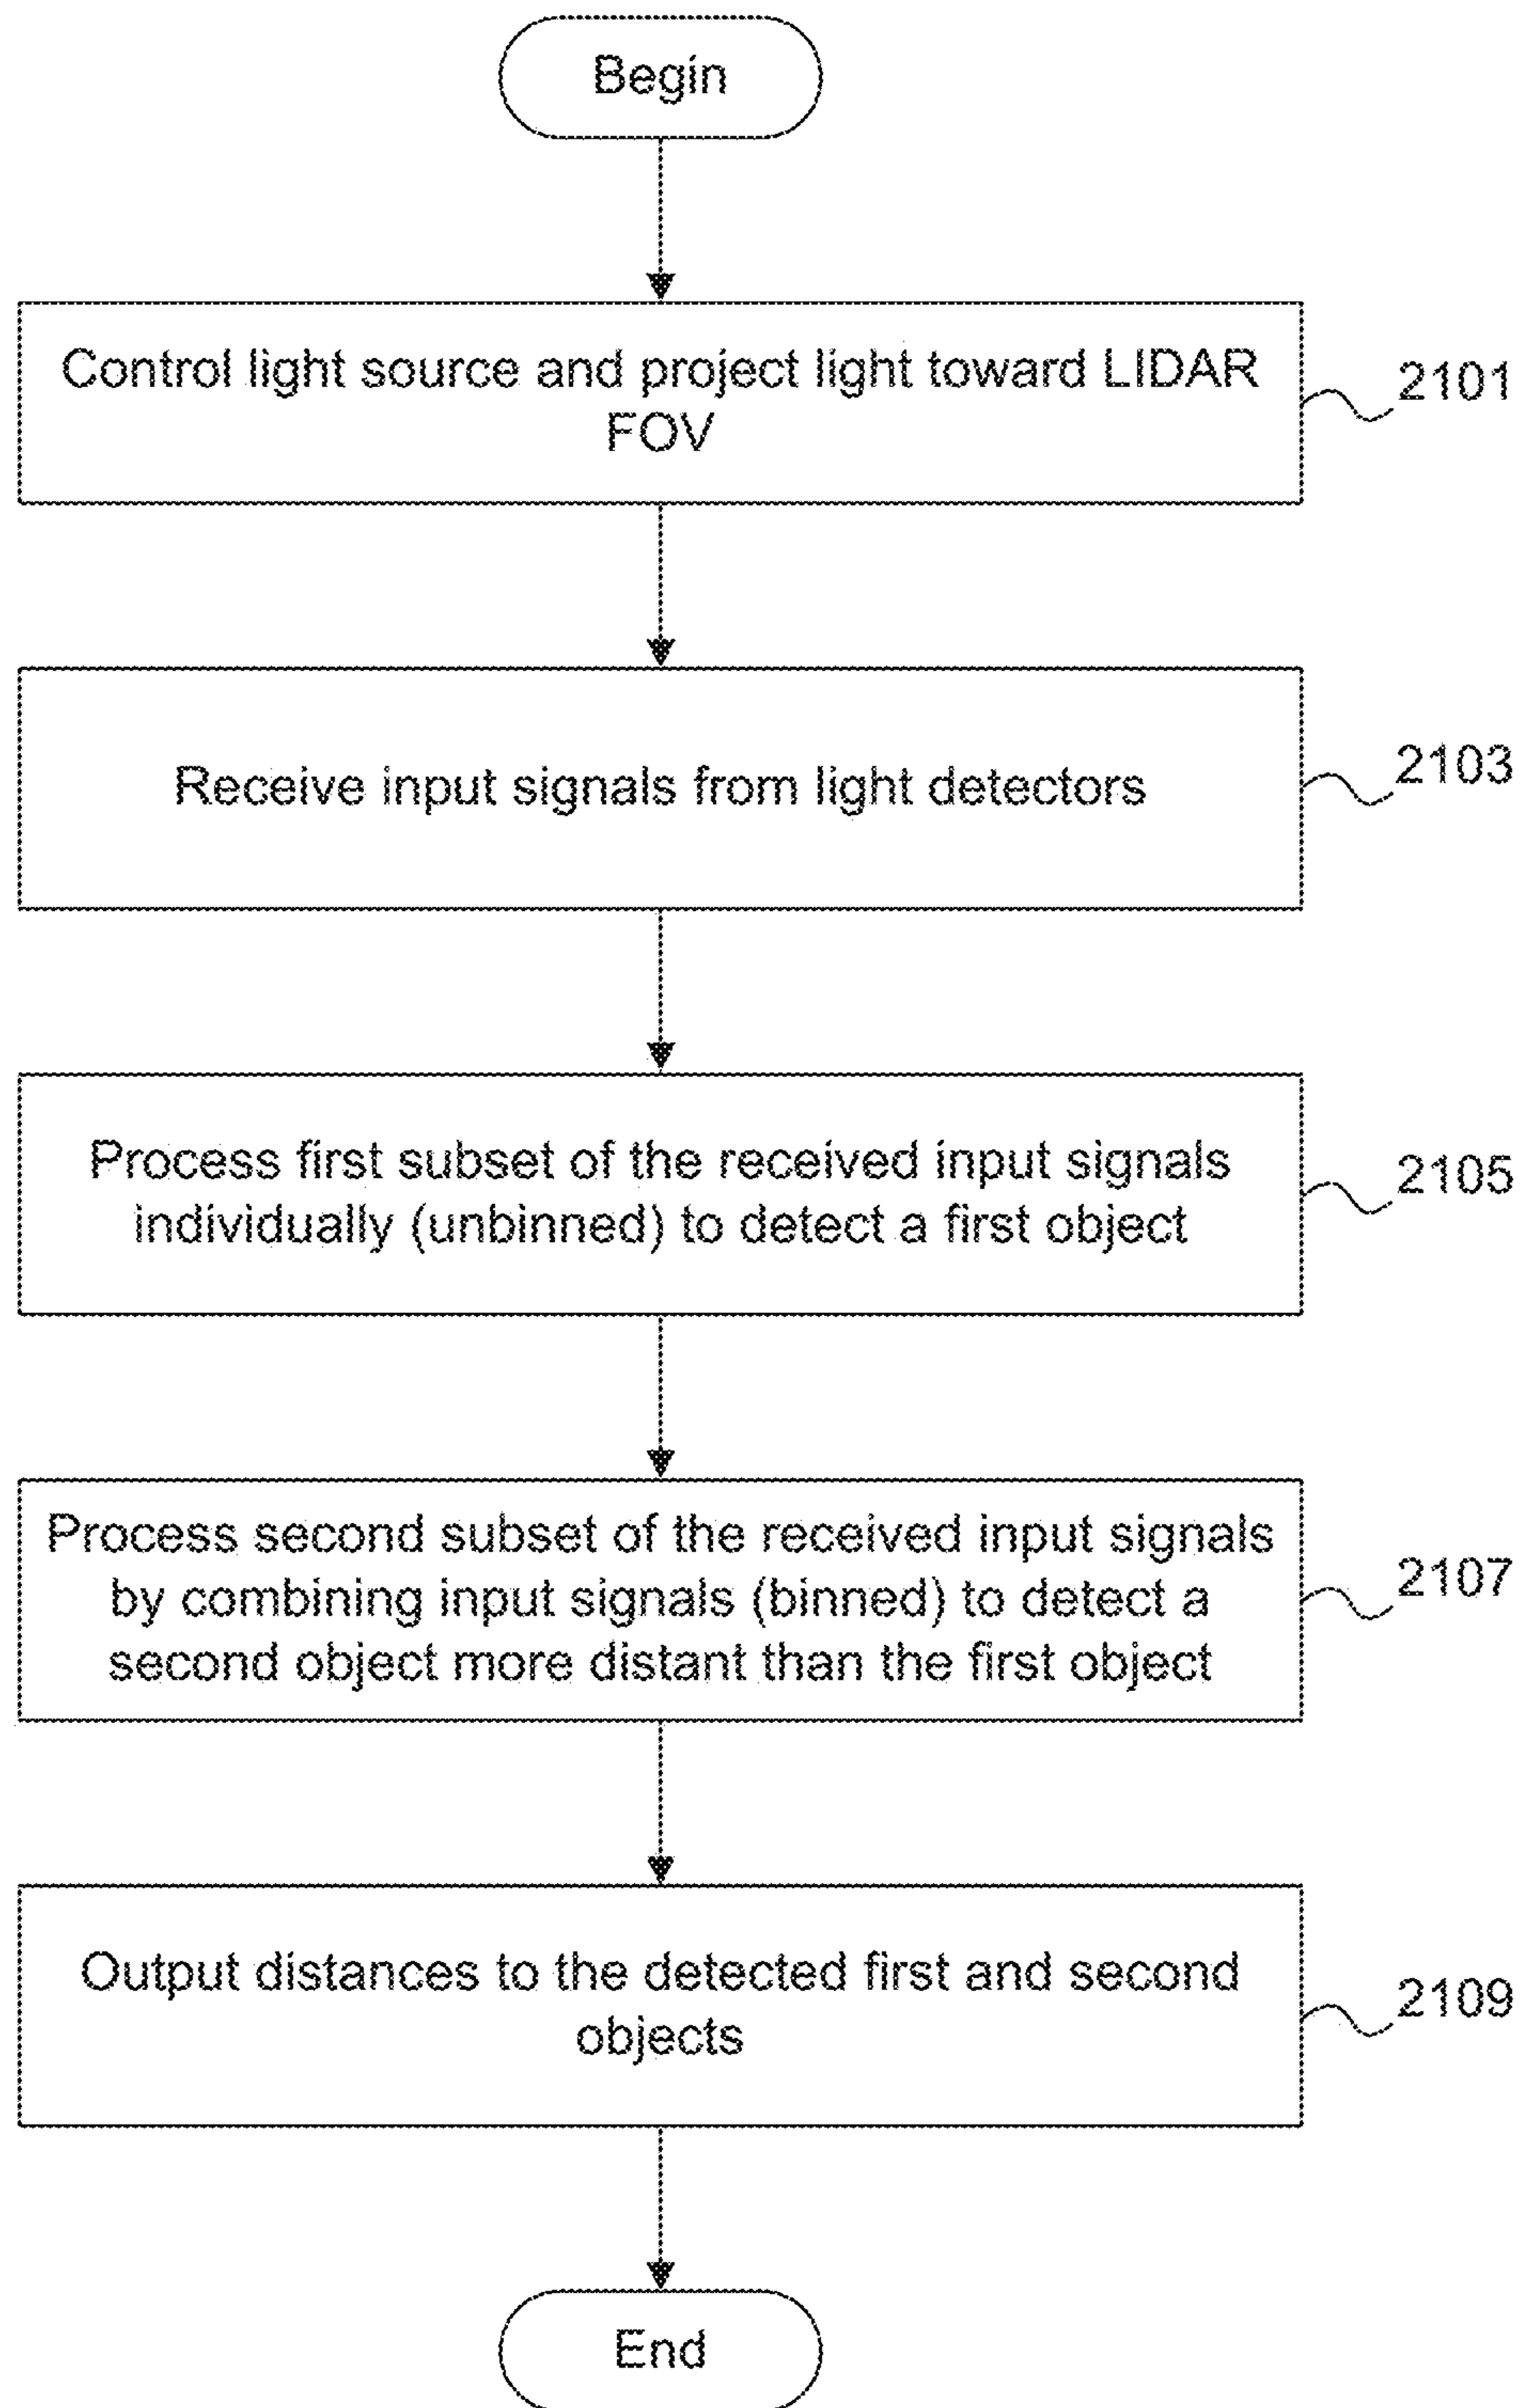 Begin
Control light source and project light toward LIDAR
FOV
2101
Receive input signals from light detectors
2103
Process first subset of the received input signals
individually (unbinned) to detect a first object
2105
Process second subset of the received input signals
by combining input signals (binned) to detect a
second object more distant than the first object
2107
Output distances to the detected first and second
objects
2109
End